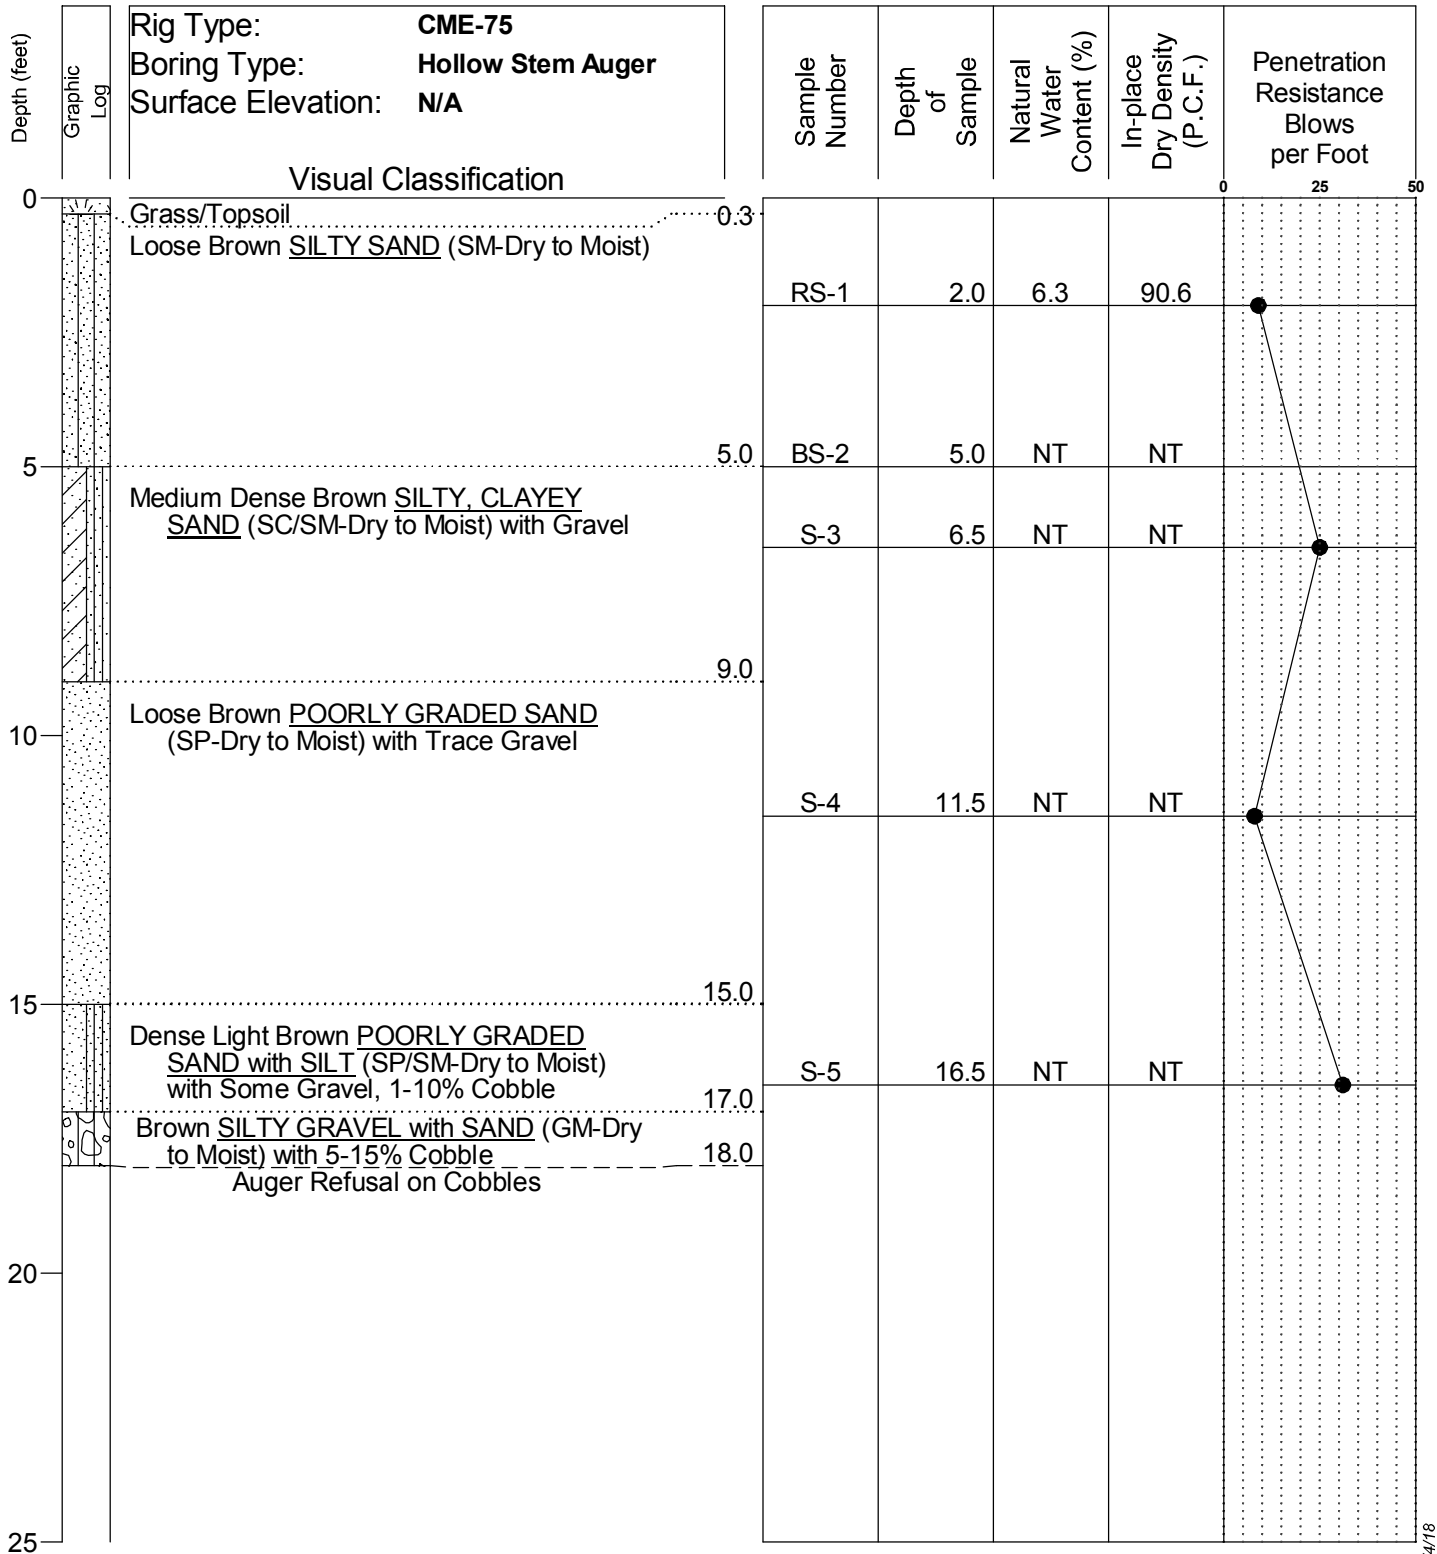 Depth (feet)
Graphic
Log
Rig Type: CME-75
Boring Type: Hollow Stem Auger
Surface Elevation: N/A
Visual Classification
Sample
Number
Depth
of
Sample
Natural
Water
Content (%)
In-place
Dry Density
(P.C.F.)
Penetration
Resistance
Blows
per Foot
0 25 50
0
Grass/Topsoil 0.3
Loose Brown SILTY SAND (SM-Dry to Moist)
RS-1 2.0 6.3 90.6
5.0 BS-2 5.0 NT NT
5
Medium Dense Brown SILTY, CLAYEY
SAND (SC/SM-Dry to Moist) with Gravel
S-3 6.5 NT NT
9.0
Loose Brown POORLY GRADED SAND
10
(SP-Dry to Moist) with Trace Gravel
S-4 11.5 NT NT
15.0
15
Dense Light Brown POORLY GRADED
SAND with SILT (SP/SM-Dry to Moist)
with Some Gravel, 1-10% Cobble
S-5 16.5 NT NT
17.0
Brown SILTY GRAVEL with SAND (GM-Dry
to Moist) with 5-15% Cobble 18.0
Auger Refusal on Cobbles
20
25